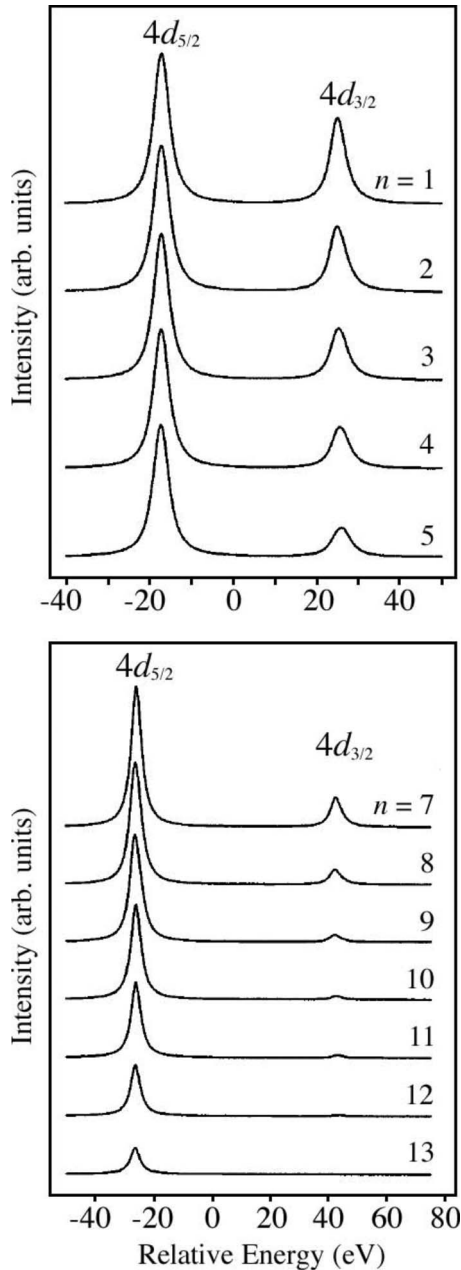 4d5/2
4d3/2
n = 1
2
3
4
5
Intensity (arb. units)
-40 -20 0 20 40
4d5/2
4d3/2
n = 7
8
9
10
11
12
13
Intensity (arb. units)
-40 -20 0 20 40 60 80
Relative Energy (eV)